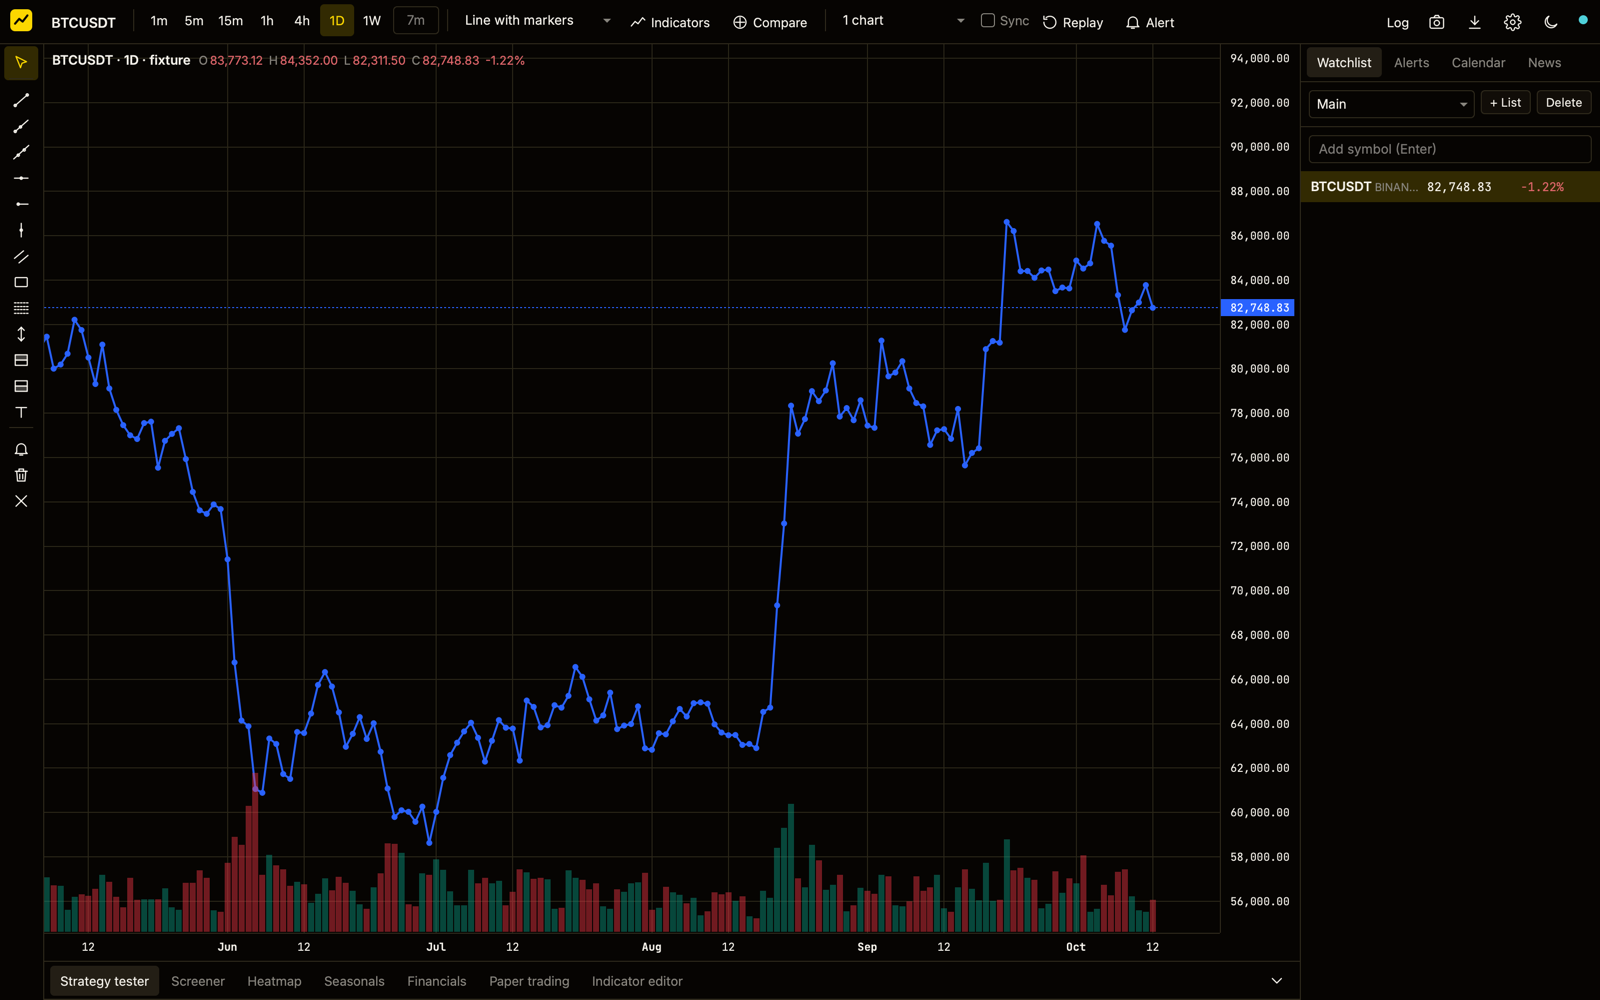 BTCUSDT 1m 5m 15m 1h 4h 1D 1W 7m Line with markers Indicators Compare 1 chart Sync Replay Alert Log
BTCUSDT · 1D · fixture O 83,773.12 H 84,352.00 L 82,311.50 C 82,748.83 -1.22%
94,000.00
92,000.00
90,000.00
88,000.00
86,000.00
84,000.00
82,748.83
82,000.00
80,000.00
78,000.00
76,000.00
74,000.00
72,000.00
70,000.00
68,000.00
66,000.00
64,000.00
62,000.00
60,000.00
58,000.00
56,000.00
12 Jun 12 Jul 12 Aug 12 Sep 12 Oct 12
Watchlist Alerts Calendar News
Main + List Delete
Add symbol (Enter)
BTCUSDT BINAN... 82,748.83 -1.22%
Strategy tester Screener Heatmap Seasonals Financials Paper trading Indicator editor